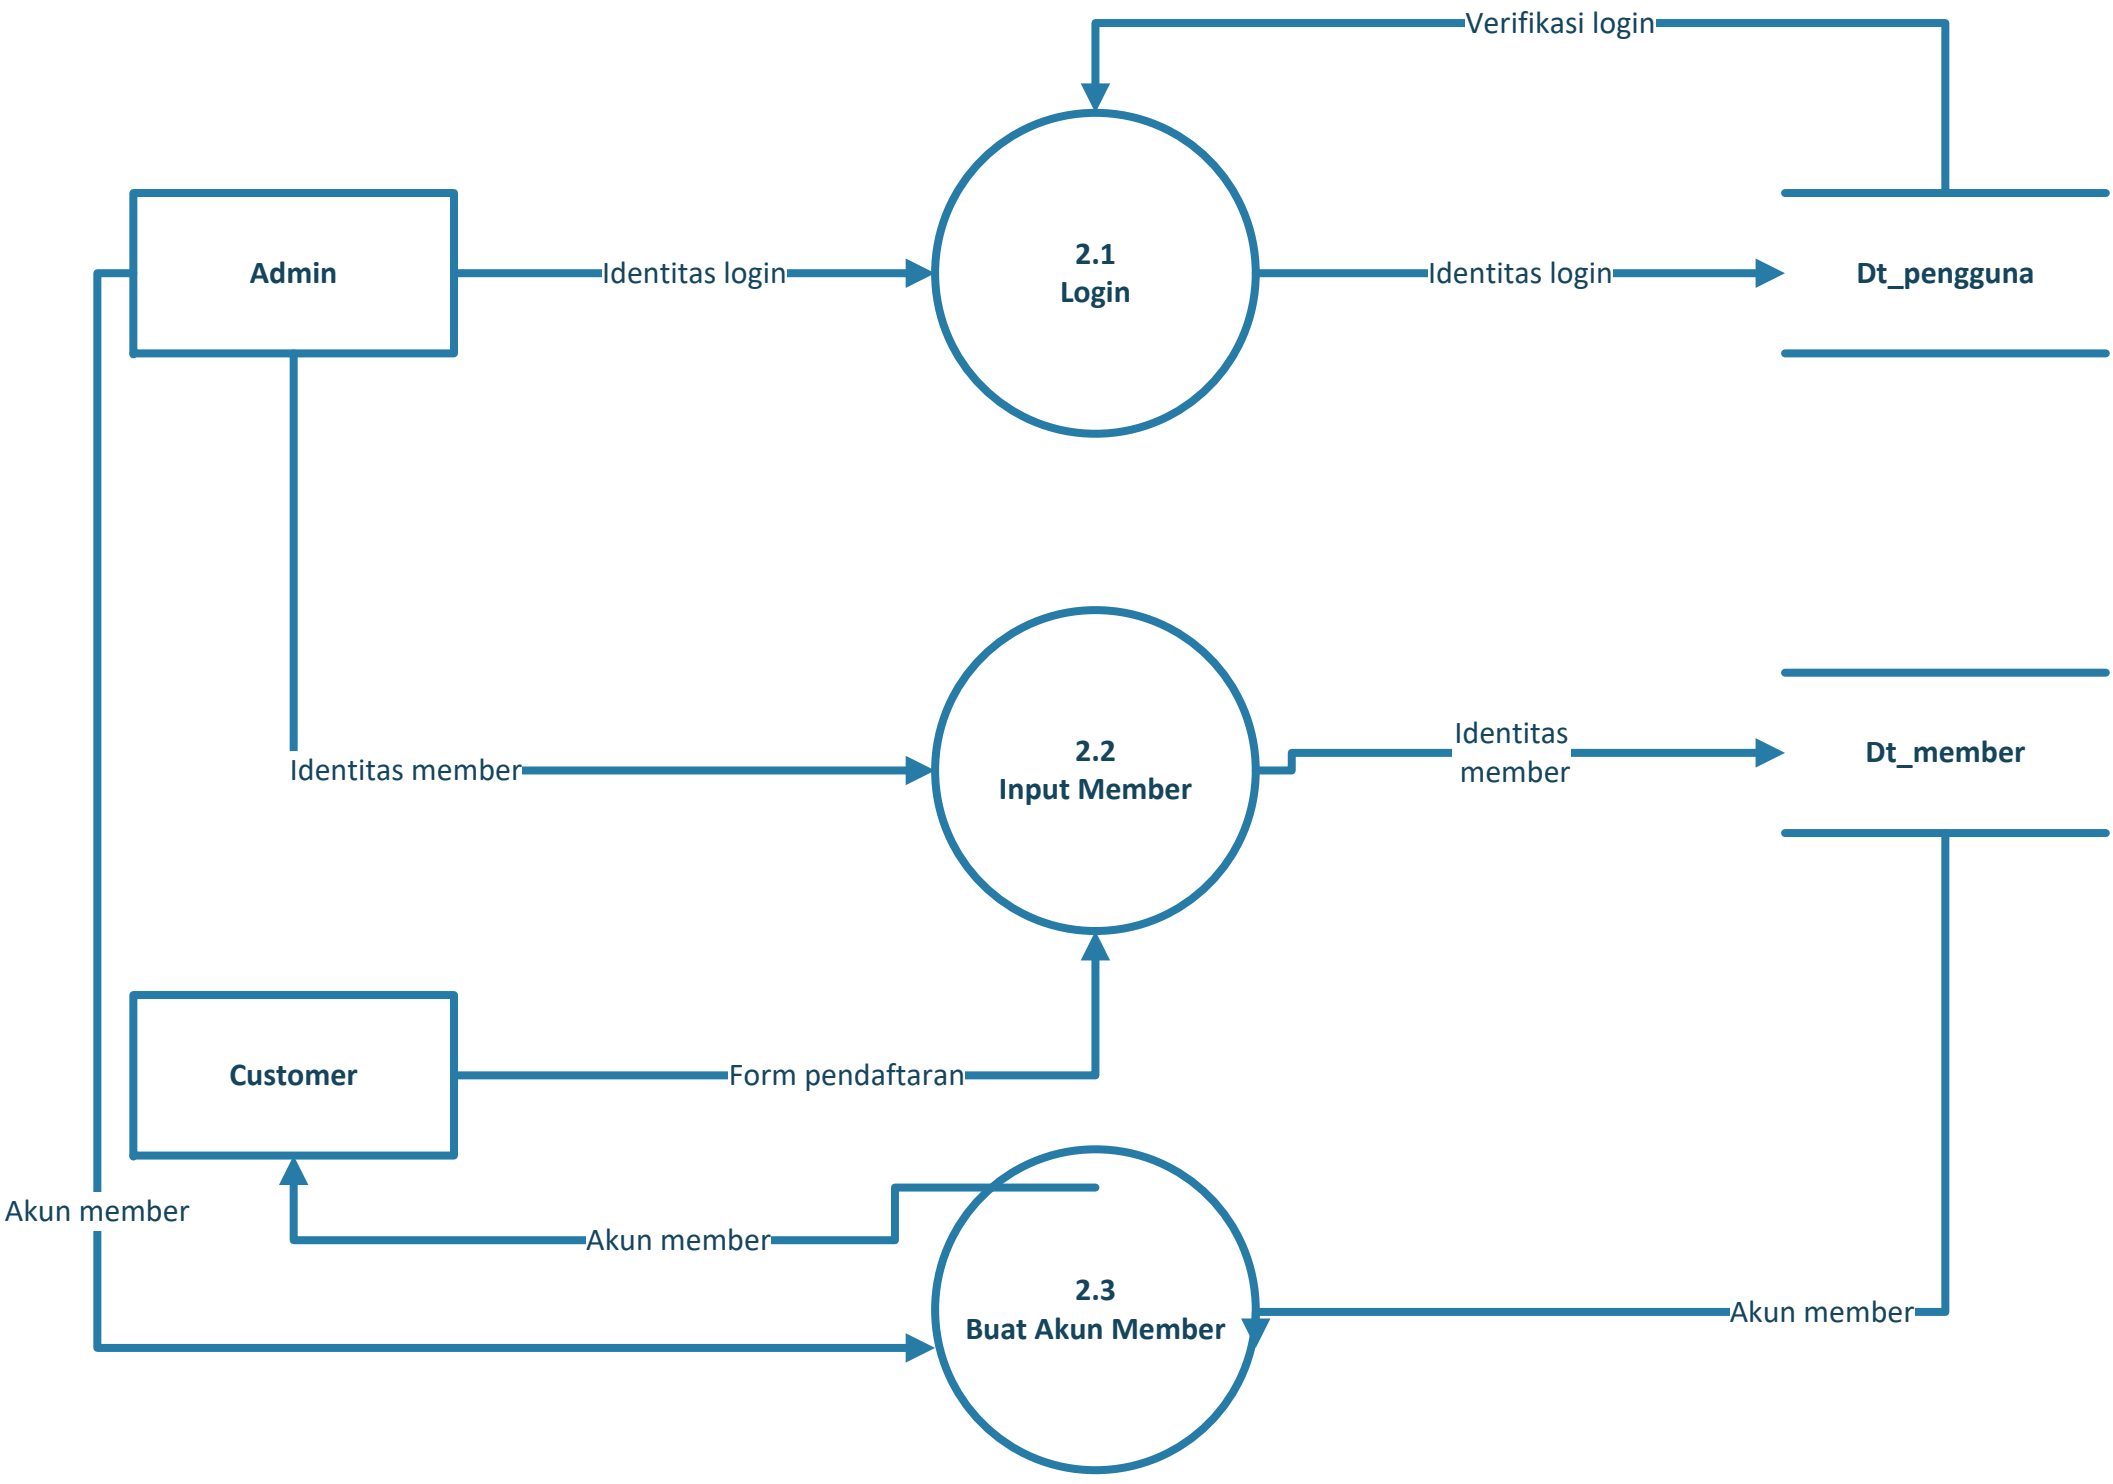 Verifikasi login
2.1
Login
Admin
Identitas login
Identitas login
Dt_pengguna
2.2
Input Member
Identitas member
Identitas
member
Dt_member
Customer
Form pendaftaran
Akun member
Akun member
2.3
Buat Akun Member
Akun member